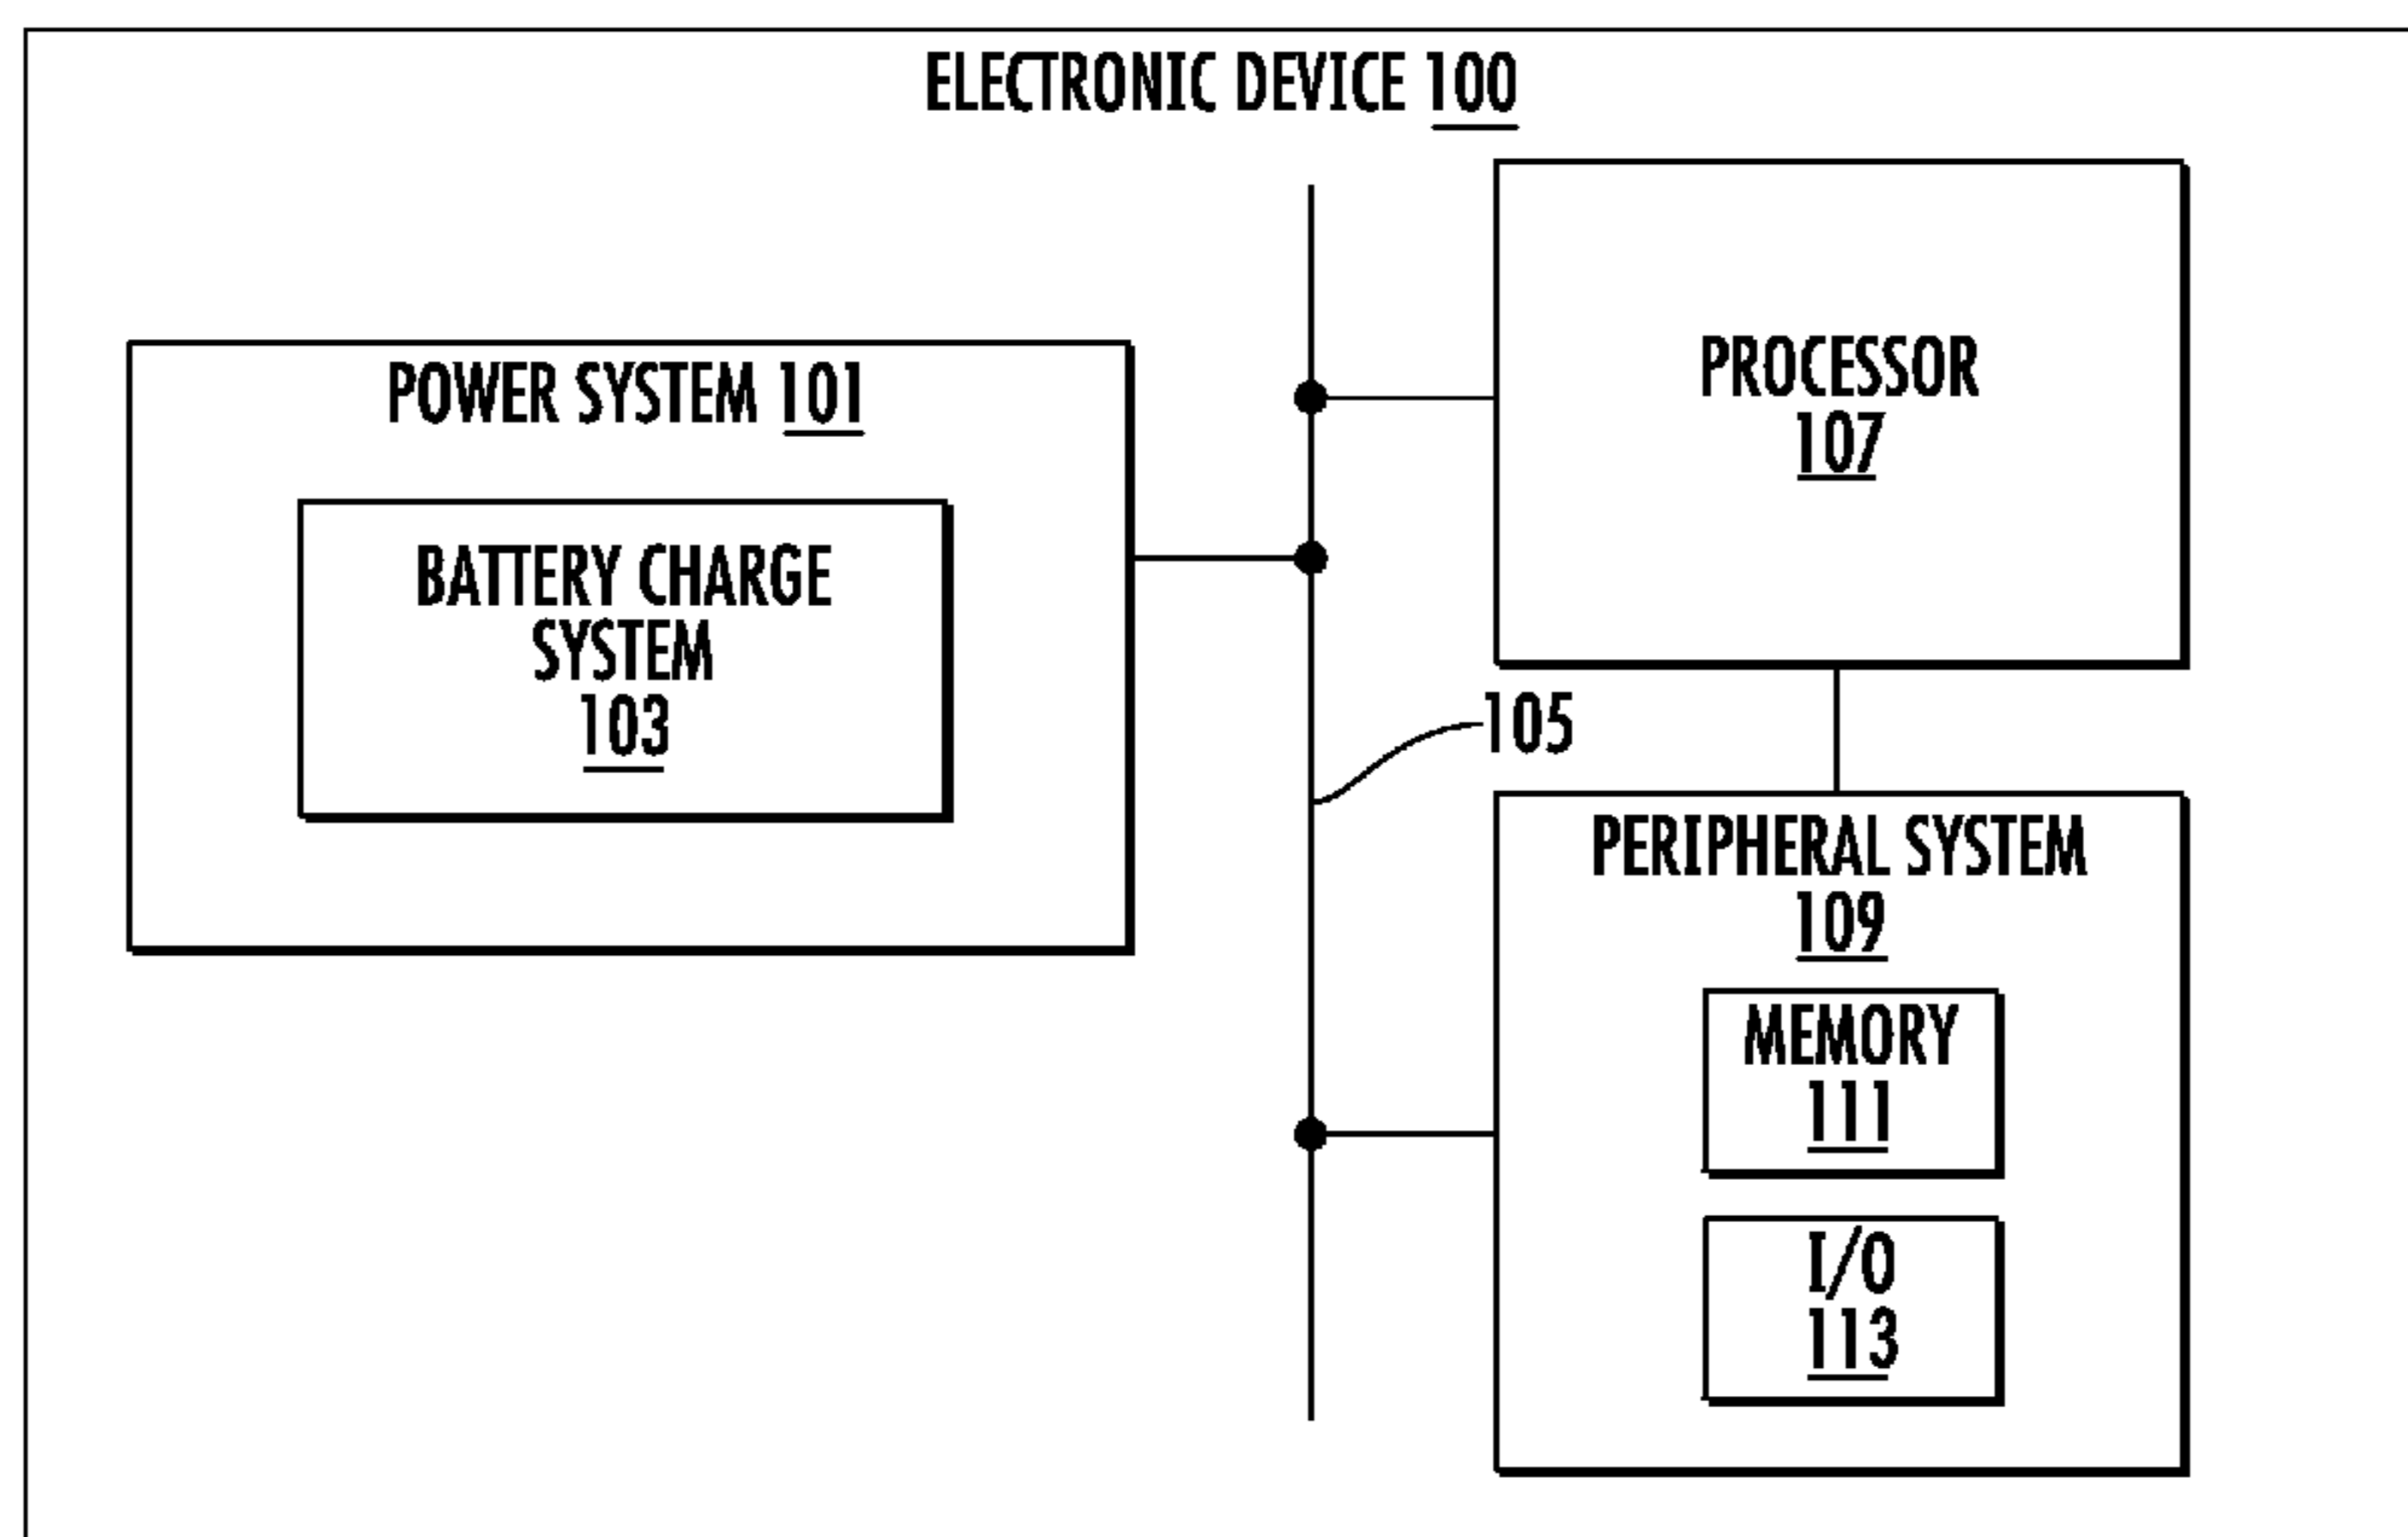 ELECTRONIC DEVICE 100
POWER SYSTEM 101
BATTERY CHARGE
SYSTEM
103
PROCESSOR
107
105
PERIPHERAL SYSTEM
109
MEMORY
111
I/O
113